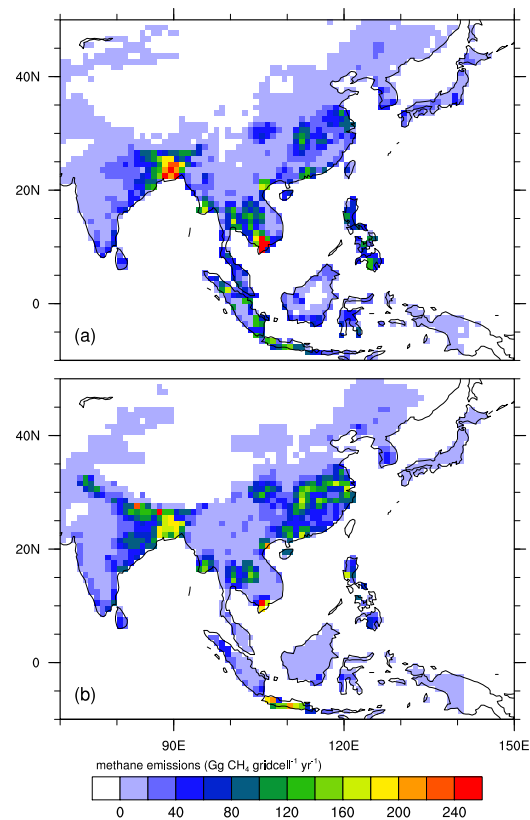 40N
20N
0
(a)
40N
20N
0
(b)
90E 120E 150E
methane emissions (Gg CH₄ gridcell⁻¹ yr⁻¹)
0 40 80 120 160 200 240